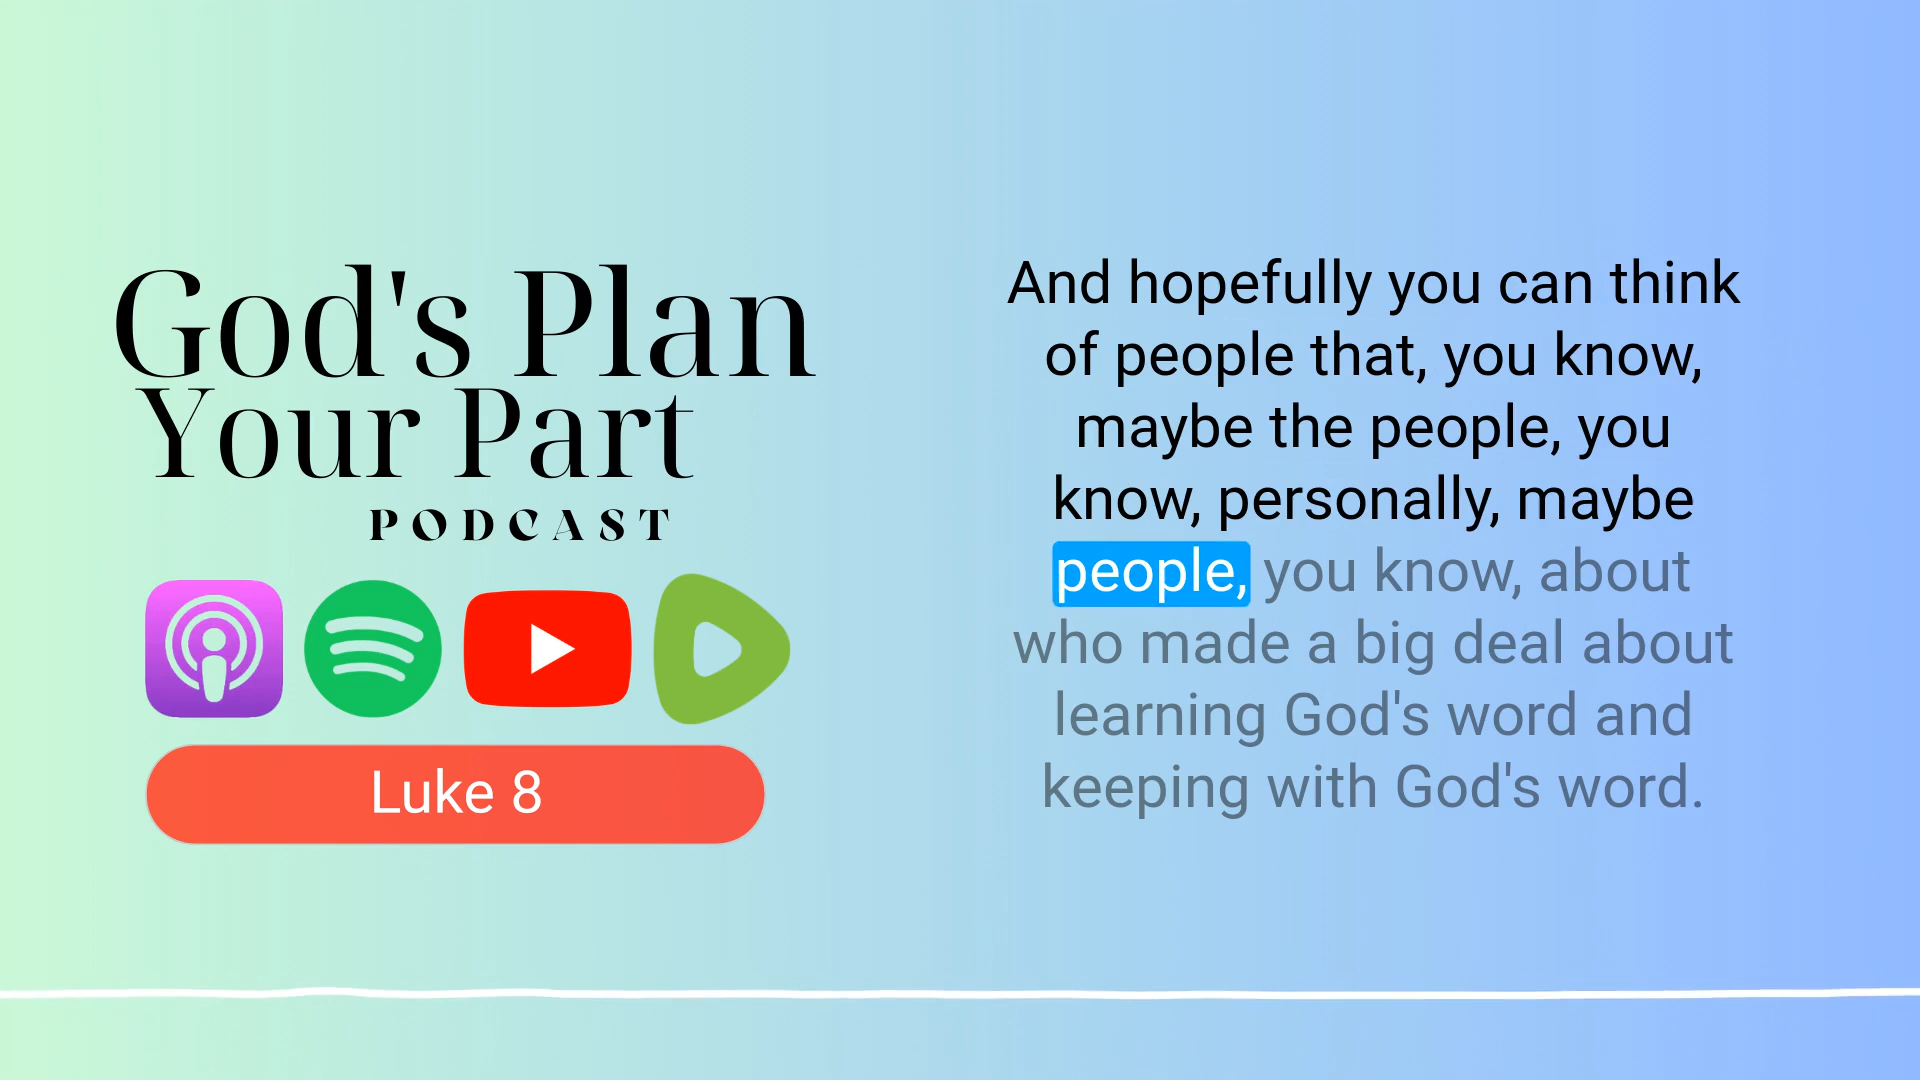 God's Plan
Your Part
PODCAST
Luke 8
And hopefully you can think
of people that, you know,
maybe the people, you
know, personally, maybe
people, you know, about
who made a big deal about
learning God's word and
keeping with God's word.